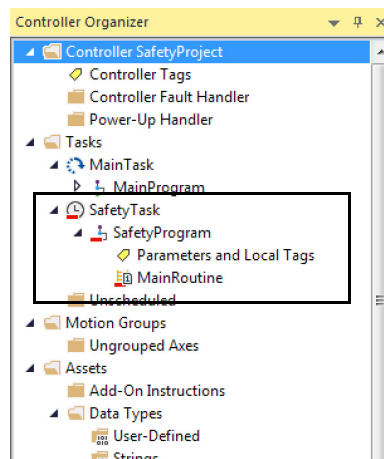 Controller Organizer
Controller SafetyProject
Controller Tags
Controller Fault Handler
Power-Up Handler
Tasks
MainTask
MainProgram
SafetyTask
SafetyProgram
Parameters and Local Tags
MainRoutine
Unscheduled
Motion Groups
Ungrouped Axes
Assets
Add-On Instructions
Data Types
User-Defined
Strings